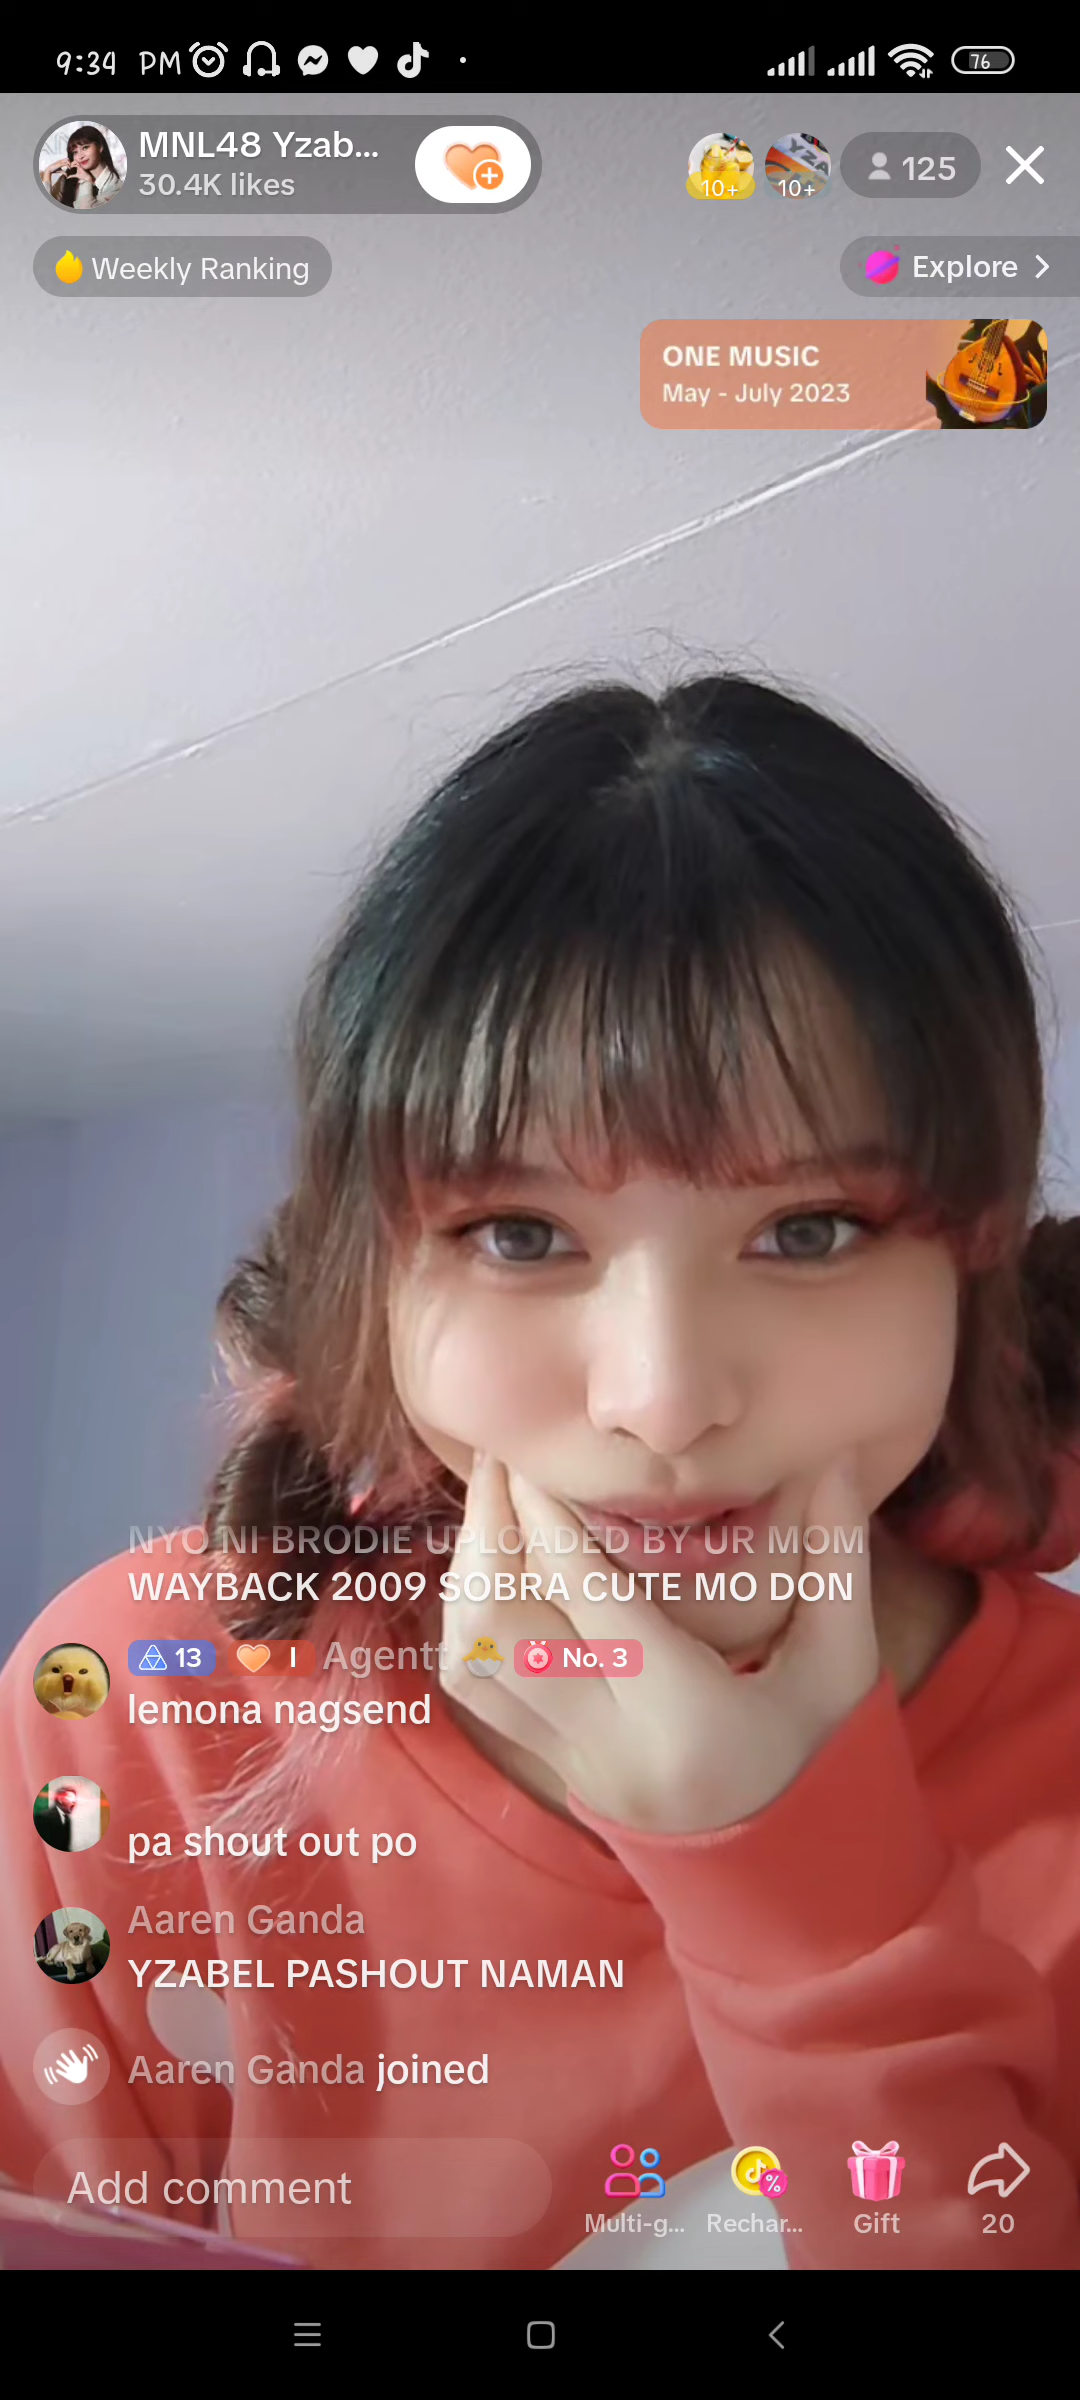 9:34 PM
76
MNL48 Yzab...
30.4K likes
10+
10+
125
Weekly Ranking
Explore
ONE MUSIC
May - July 2023
NYO NI BRODIE UPLOADED BY UR MOM
WAYBACK 2009 SOBRA CUTE MO DON
13 I Agentt No. 3
lemona nagsend
pa shout out po
Aaren Ganda
YZABEL PASHOUT NAMAN
Aaren Ganda joined
Add comment
Multi-g...
Rechar...
Gift
20